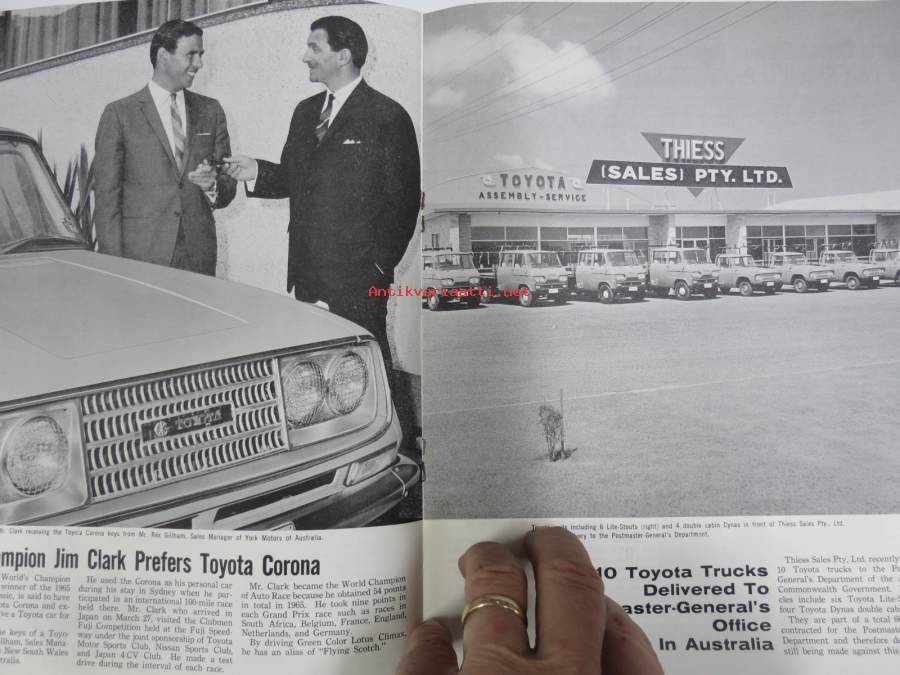 TOYOTA
k. Clark receiving the Toyota Corona keys from Mr. Rex Gillham, Sales Manager of York Motors of Australia.
mpion Jim Clark Prefers Toyota Corona
World's Champion
winner of the 1965
ssic, is said to have
ota Corona and ex-
e a Toyota car for
he keys of a Toyo-
illham, Sales Mana-
New South Wales
tralia.
He used the Corona as his personal car
during his stay in Sydney when he par-
ticipated in an international 100-mile race
held there. Mr. Clark who arrived in
Japan on March 27, visited the Clubmen
Fuji Competition held at the Fuji Speed-
way under the joint sponsorship of Toyota
Motor Sports Club, Nissan Sports Club,
and Japan 4 CV Club. He made a test
drive during the interval of each race.
Mr. Clark became the World Champion
of Auto Race because he obtained 54 points
in total in 1965. He took nine points in
each Grand Prix race such as races in
South Africa, Belgium, France, England,
Netherlands, and Germany.
By driving Green Color Lotus Climax,
he has an alias of "Flying Scotch."
Antikvariaatti.net
THIESS
(SALES) PTY. LTD.
TOYOTA
ASSEMBLY-SERVICE
including 6 Lite-Stouts (right) and 4 double cabin Dynas in front of Thiess Sales Pty., Ltd.
ery to the Postmaster-General's Department.
10 Toyota Trucks
Delivered To
aster-General's
Office
In Australia
Thiess Sales Pty, Ltd. recently
10 Toyota trucks to the Po
General's Department of the A
Commonwealth Government.
cles include six Toyota Lite-S
four Toyota Dynas double cab
They are part of a total 60
contracted for the Postmaster
Department and therefore de
still being made against this